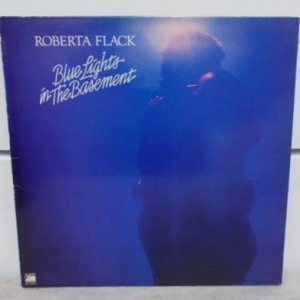 ROBERTA FLACK
Blue Lights
in The Basement